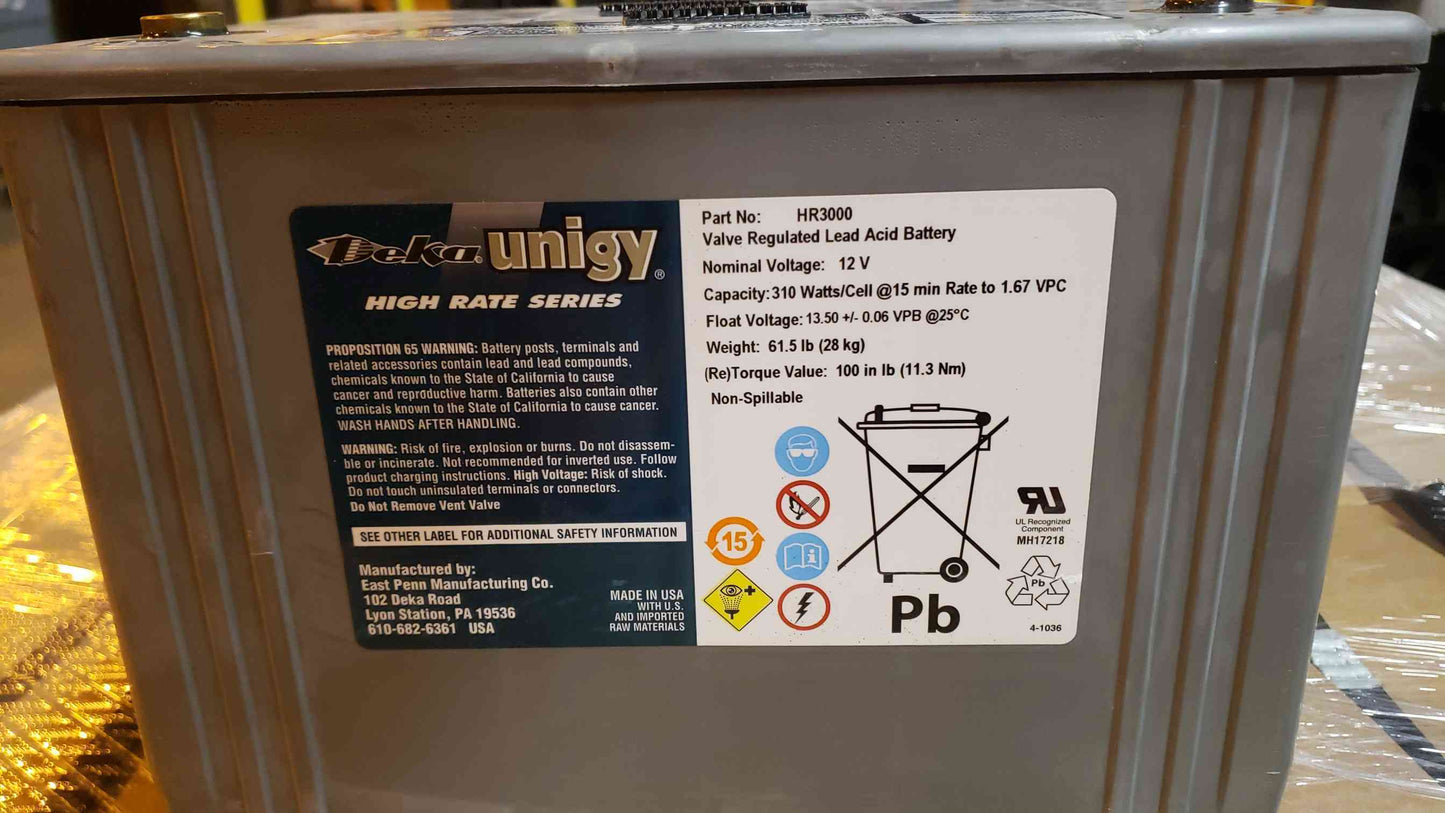 Deka unigy®
HIGH RATE SERIES
PROPOSITION 65 WARNING: Battery posts, terminals and
related accessories contain lead and lead compounds,
chemicals known to the State of California to cause
cancer and reproductive harm. Batteries also contain other
chemicals known to the State of California to cause cancer.
WASH HANDS AFTER HANDLING.
WARNING: Risk of fire, explosion or burns. Do not disassem-
ble or incinerate. Not recommended for inverted use. Follow
product charging instructions. High Voltage: Risk of shock.
Do not touch uninsulated terminals or connectors.
Do Not Remove Vent Valve
SEE OTHER LABEL FOR ADDITIONAL SAFETY INFORMATION
Manufactured by:
East Penn Manufacturing Co.
102 Deka Road
Lyon Station, PA 19536
610-682-6361 USA
MADE IN USA
WITH U.S.
AND IMPORTED
RAW MATERIALS
Part No: HR3000
Valve Regulated Lead Acid Battery
Nominal Voltage: 12 V
Capacity: 310 Watts/Cell @15 min Rate to 1.67 VPC
Float Voltage: 13.50 +/- 0.06 VPB @25°C
Weight: 61.5 lb (28 kg)
(Re)Torque Value: 100 in lb (11.3 Nm)
Non-Spillable
15
i
Pb
UL Recognized
Component
MH17218
Pb
4-1036